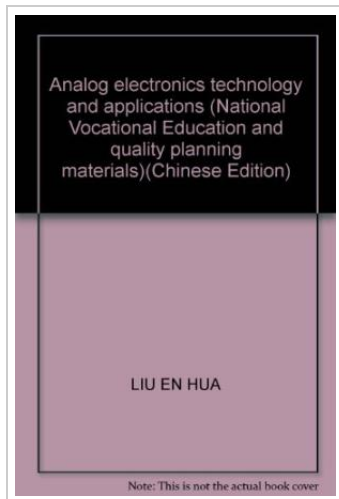 Analog electronics technology
and applications (National
Vocational Education and
quality planning
materials)(Chinese Edition)
LIU EN HUA
Note: This is not the actual book cover